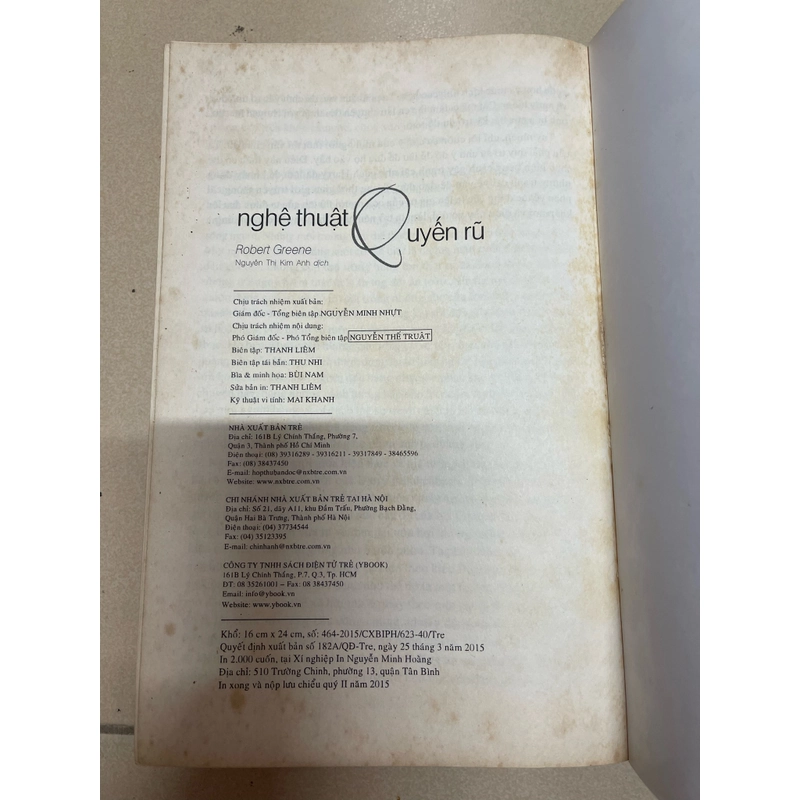 nghệ thuật Quyến rũ
Robert Greene
Nguyễn Thị Kim Anh dịch
Chịu trách nhiệm xuất bản:
Giám đốc - Tổng biên tập NGUYỄN MINH NHỰT
Chịu trách nhiệm nội dung:
Phó Giám đốc - Phó Tổng biên tập NGUYỄN THẾ TRUẬT
Biên tập: THANH LIÊM
Biên tập tái bản: THU NHI
Bìa & minh họa: BÙI NAM
Sửa bản in: THANH LIÊM
Kỹ thuật vi tính: MAI KHANH
NHÀ XUẤT BẢN TRẺ
Địa chỉ: 161B Lý Chính Thắng, Phường 7,
Quận 3, Thành phố Hồ Chí Minh
Điện thoại: (08) 39316289 - 39316211 - 39317849 - 38465596
Fax: (08) 38437450
E-mail: hopthubandoc@nxbtre.com.vn
Website: www.nxbtre.com.vn
CHI NHÁNH NHÀ XUẤT BẢN TRẺ TẠI HÀ NỘI
Địa chỉ: Số 21, dãy A11, khu Đầm Trấu, Phường Bạch Đằng,
Quận Hai Bà Trưng, Thành phố Hà Nội
Điện thoại: (04) 37734544
Fax: (04) 35123395
E-mail: chinhanh@nxbtre.com.vn
CÔNG TY TNHH SÁCH ĐIỆN TỬ TRẺ (YBOOK)
161B Lý Chính Thắng, P.7, Q.3, Tp. HCM
ĐT: 08 35261001 – Fax: 08 38437450
Email: info@ybook.vn
Website: www.ybook.vn
Khổ: 16 cm x 24 cm, số: 464-2015/CXBIPH/623-40/Tre
Quyết định xuất bản số 182A/QĐ-Tre, ngày 25 tháng 3 năm 2015
In 2.000 cuốn, tại Xí nghiệp In Nguyễn Minh Hoàng
Địa chỉ: 510 Trường Chinh, phường 13, quận Tân Bình
In xong và nộp lưu chiểu quý II năm 2015